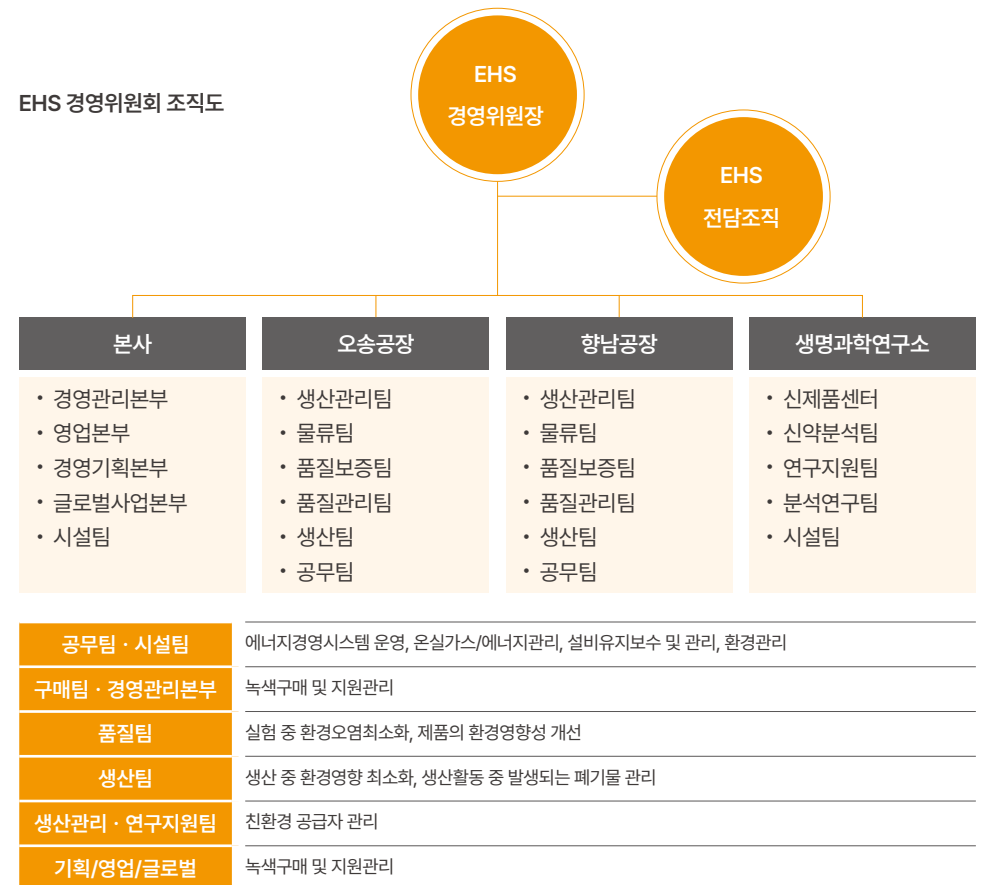 EHS
경영위원장
EHS 경영위원회 조직도
EHS
전담조직
본사
• 경영관리본부
• 영업본부
• 경영기획본부
• 글로벌사업본부
• 시설팀
오송공장
• 생산관리팀
• 물류팀
• 품질보증팀
• 품질관리팀
• 생산팀
• 공무팀
향남공장
• 생산관리팀
• 물류팀
• 품질보증팀
• 품질관리팀
• 생산팀
• 공무팀
생명과학연구소
• 신제품센터
• 신약분석팀
• 연구지원팀
• 분석연구팀
• 시설팀
공무팀 · 시설팀 에너지경영시스템 운영, 온실가스/에너지관리, 설비유지보수 및 관리, 환경관리
구매팀 · 경영관리본부 녹색구매 및 지원관리
품질팀 실험 중 환경오염최소화, 제품의 환경영향성 개선
생산팀 생산 중 환경영향 최소화, 생산활동 중 발생되는 폐기물 관리
생산관리 · 연구지원팀 친환경 공급자 관리
기획/영업/글로벌 녹색구매 및 지원관리